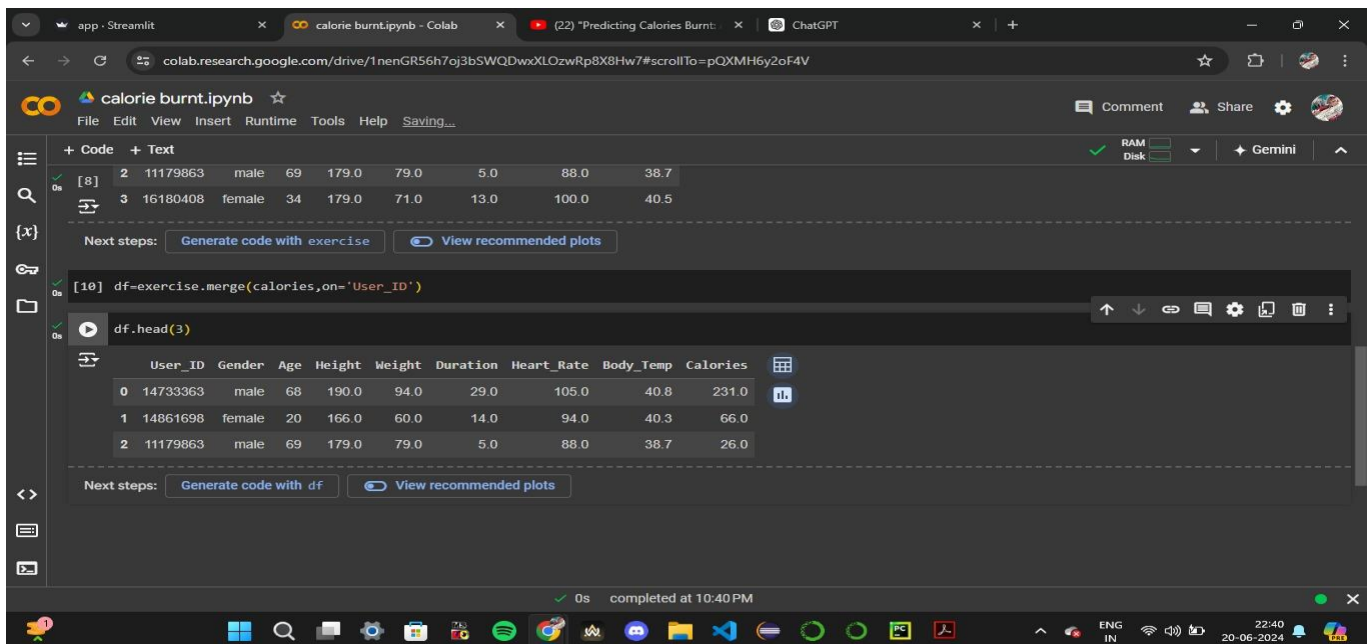 app · Streamlit
calorie burnt.ipynb - Colab
(22) "Predicting Calories Burnt:
ChatGPT
colab.research.google.com/drive/1nenGR56h7oj3bSWQDwxXLOzwRp8X8Hw7#scrollTo=pQXMH6y2oF4V
calorie burnt.ipynb
Comment
Share
File Edit View Insert Runtime Tools Help Saving...
+ Code + Text
RAM
Disk
Gemini
0s [8] 2 11179863 male 69 179.0 79.0 5.0 88.0 38.7
3 16180408 female 34 179.0 71.0 13.0 100.0 40.5
{x}
Next steps: Generate code with exercise View recommended plots
0s [10] df=exercise.merge(calories,on='User_ID')
0s df.head(3)
User_ID Gender Age Height Weight Duration Heart_Rate Body_Temp Calories
0 14733363 male 68 190.0 94.0 29.0 105.0 40.8 231.0
1 14861698 female 20 166.0 60.0 14.0 94.0 40.3 66.0
2 11179863 male 69 179.0 79.0 5.0 88.0 38.7 26.0
Next steps: Generate code with df View recommended plots
<>
0s completed at 10:40 PM
1
PC
ENG
IN
22:40
20-06-2024
PRE